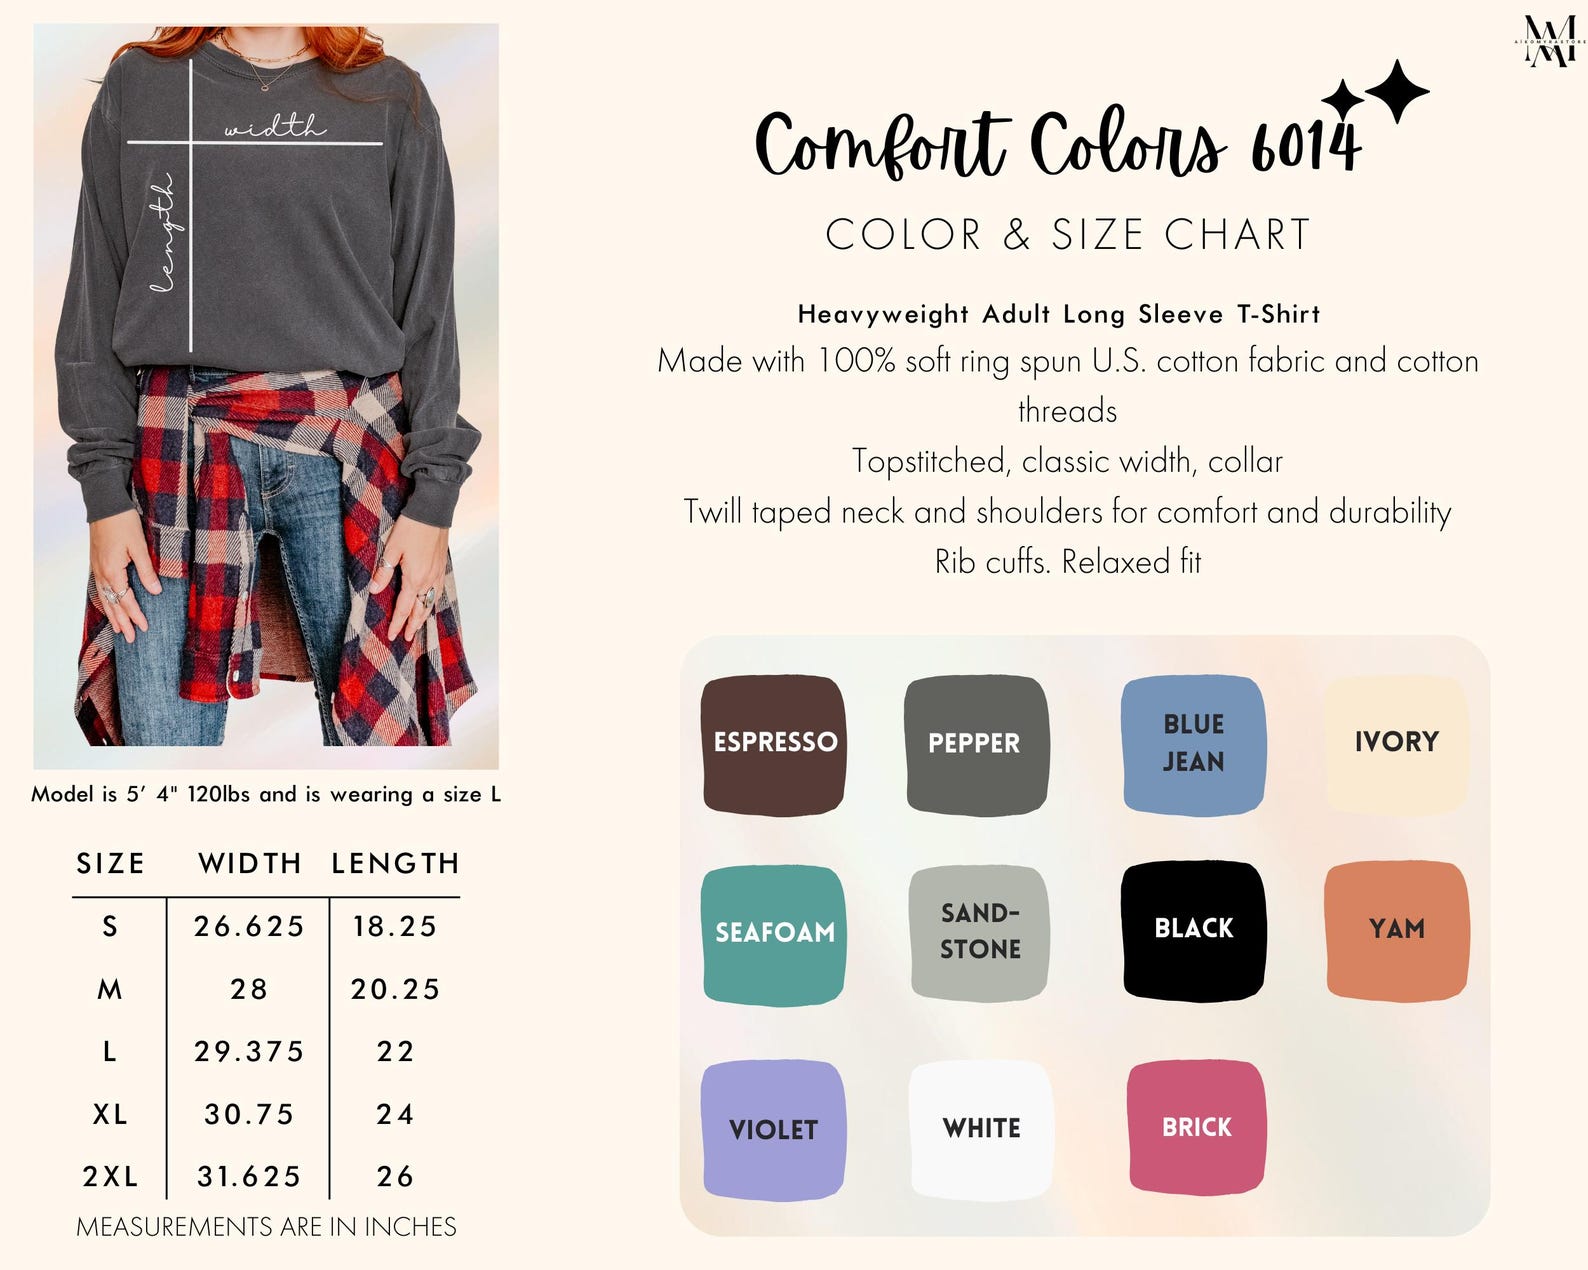 width
length
Model is 5' 4" 120lbs and is wearing a size L
SIZE WIDTH LENGTH
S 26.625 18.25
M 28 20.25
L 29.375 22
XL 30.75 24
2XL 31.625 26
MEASUREMENTS ARE IN INCHES
Comfort Colors 6014
COLOR & SIZE CHART
Heavyweight Adult Long Sleeve T-Shirt
Made with 100% soft ring spun U.S. cotton fabric and cotton
threads
Topstitched, classic width, collar
Twill taped neck and shoulders for comfort and durability
Rib cuffs. Relaxed fit
ESPRESSO
PEPPER
BLUE
JEAN
IVORY
SEAFOAM
SAND-
STONE
BLACK
YAM
VIOLET
WHITE
BRICK